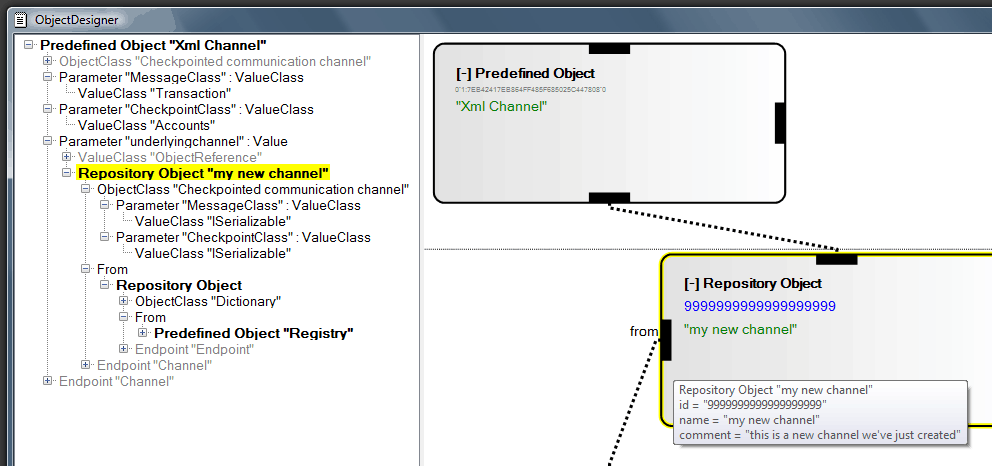 ObjectDesigner
Predefined Object "Xml Channel"
ObjectClass "Checkpointed communication channel"
Parameter "MessageClass" : ValueClass
ValueClass "Transaction"
Parameter "CheckpointClass" : ValueClass
ValueClass "Accounts"
Parameter "underlyingchannel" : Value
ValueClass "ObjectReference"
Repository Object "my new channel"
ObjectClass "Checkpointed communication channel"
Parameter "MessageClass" : ValueClass
ValueClass "ISerializable"
Parameter "CheckpointClass" : ValueClass
ValueClass "ISerializable"
From
Repository Object
ObjectClass "Dictionary"
From
Predefined Object "Registry"
Endpoint "Endpoint"
Endpoint "Channel"
Endpoint "Channel"
[-] Predefined Object
"Xml Channel"
[-] Repository Object
9999999999999999999
"my new channel"
from
Repository Object "my new channel"
id = "9999999999999999999"
name = "my new channel"
comment = "this is a new channel we've just created"